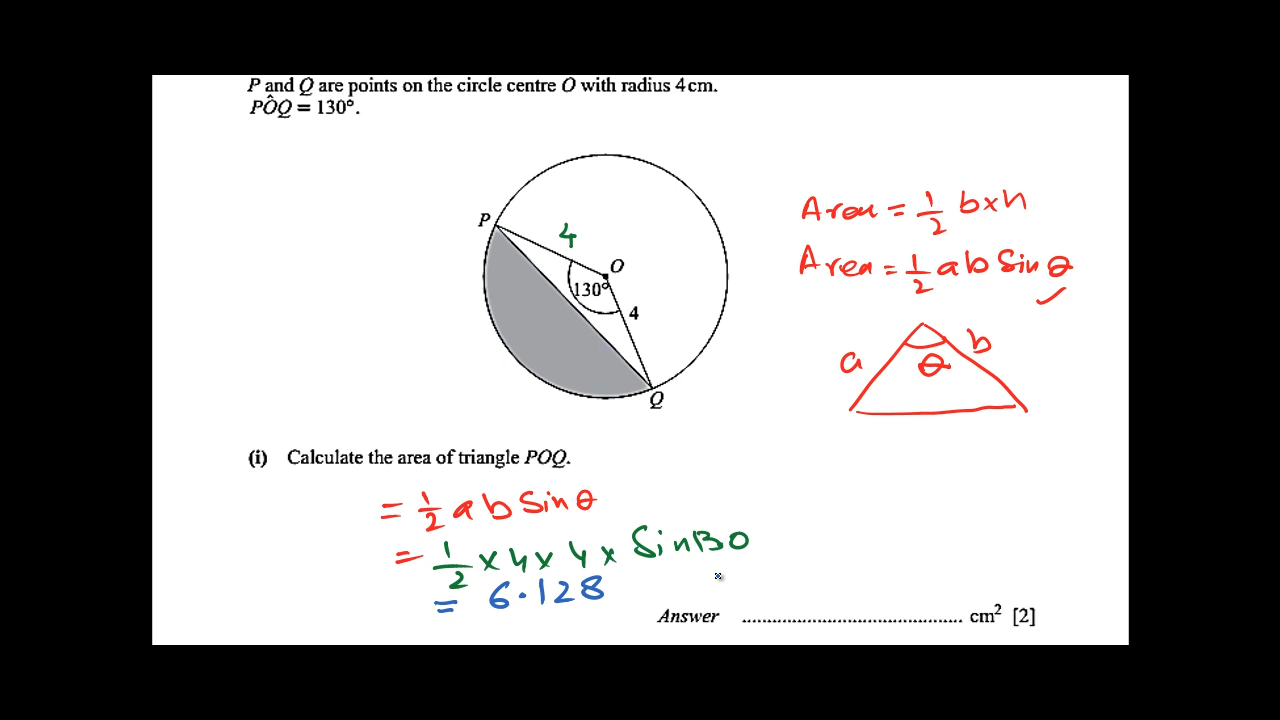 P and Q are points on the circle centre O with radius 4 cm.
PÔQ = 130°.
P
4
O
130°
4
Q
Area = 1/2 b×h
Area = 1/2 ab Sin θ
a
θ
b
(i) Calculate the area of triangle POQ.
= 1/2 a b Sin θ
= 1/2 × 4 × 4 × Sin 130
= 6.128
Answer ............................................ cm² [2]